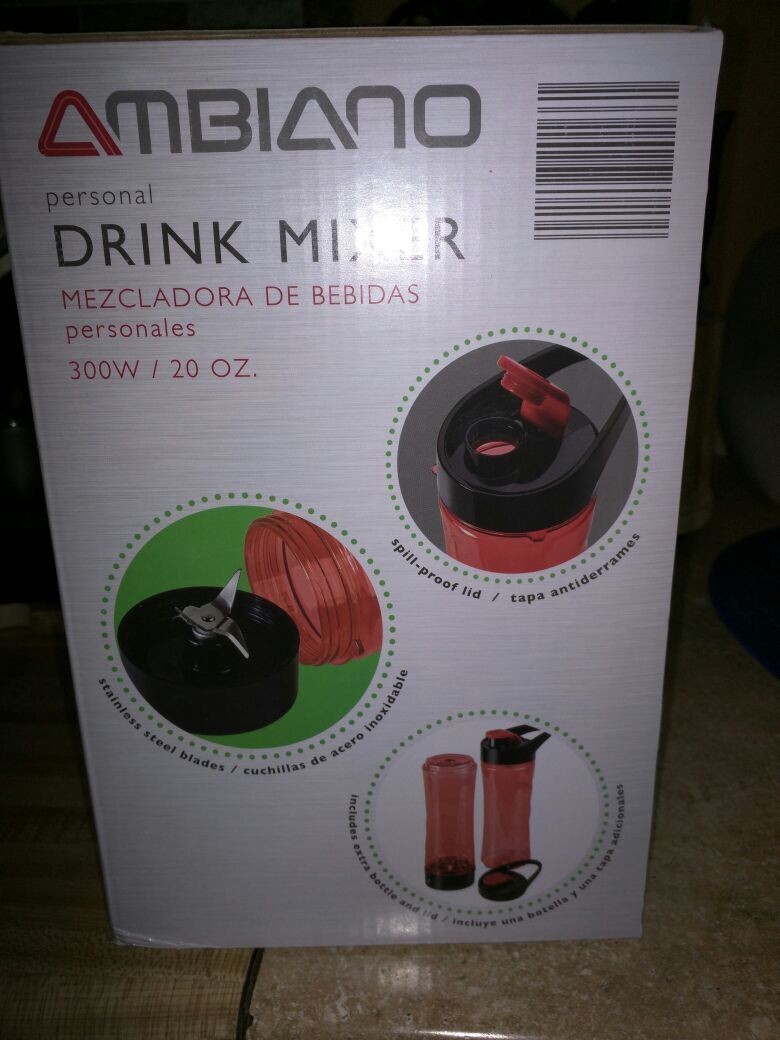 AMBIANO
personal
DRINK MIXER
MEZCLADORA DE BEBIDAS
personales
300W / 20 OZ.
spill-proof lid / tapa antiderrames
stainless steel blades / cuchillas de acero inoxidable
includes extra bottle and lid / incluye una botella y una tapa adicionales